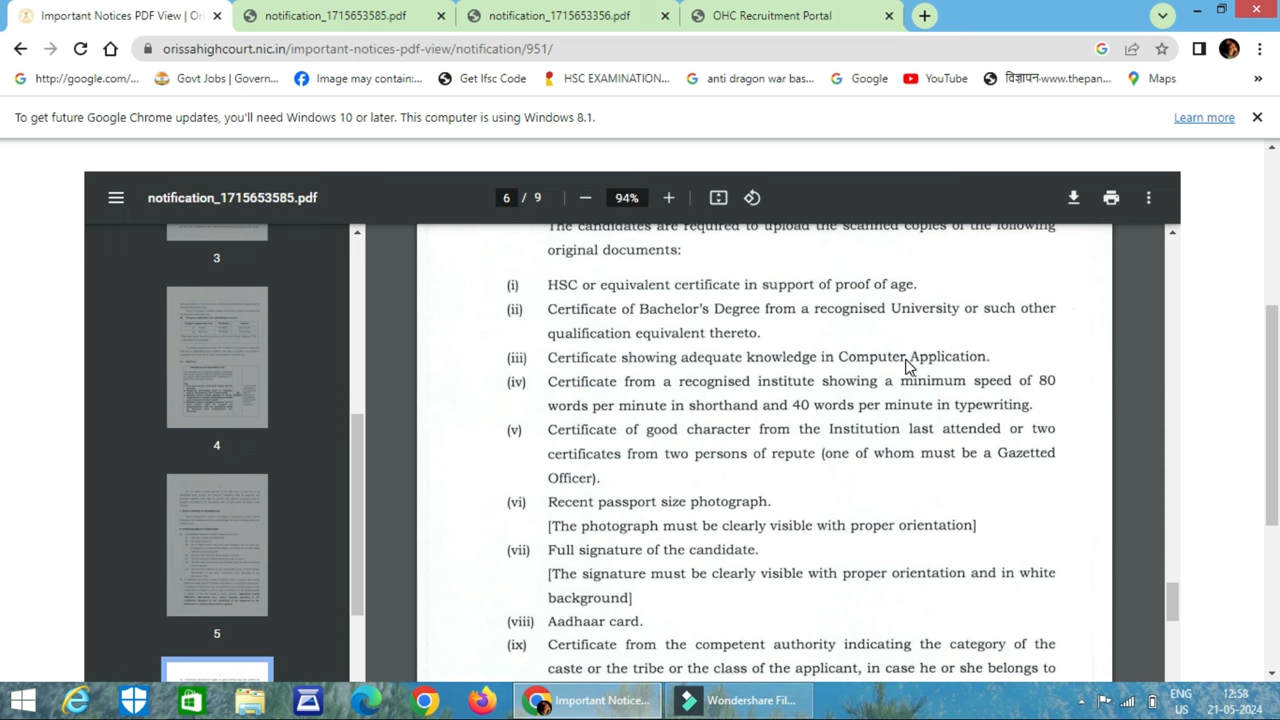 Important Notices PDF View | Or
notification_1715653585.pdf
notification_1715653356.pdf
OHC Recruitment Portal
orissahighcourt.nic.in/important-notices-pdf-view/notification/951/
http://google.com/...
Govt Jobs | Govern...
Image may contain:...
Get Ifsc Code
HSC EXAMINATION...
anti dragon war bas...
Google
YouTube
विज्ञापन-www.thepan...
Maps
»
To get future Google Chrome updates, you'll need Windows 10 or later. This computer is using Windows 8.1.
Learn more
notification_1715653585.pdf
6 / 9
94%
3
4
5
The candidates are required to upload the scanned copies of the following
original documents:
(i) HSC or equivalent certificate in support of proof of age.
(ii) Certificate of Bachelor's Degree from a recognised University or such other
qualification equivalent thereto.
(iii) Certificate showing adequate knowledge in Computer Application.
(iv) Certificate from a recognised institute showing a minimum speed of 80
words per minute in shorthand and 40 words per minute in typewriting.
(v) Certificate of good character from the Institution last attended or two
certificates from two persons of repute (one of whom must be a Gazetted
Officer).
(vi) Recent passport size photograph.
[The photograph must be clearly visible with proper orientation]
(vii) Full signature of the candidate.
[The signature must be clearly visible with proper orientation and in white
background]
(viii) Aadhaar card.
(ix) Certificate from the competent authority indicating the category of the
caste or the tribe or the class of the applicant, in case he or she belongs to
Important Notice...
Wondershare Fil...
ENG
US
12:58
21-05-2024